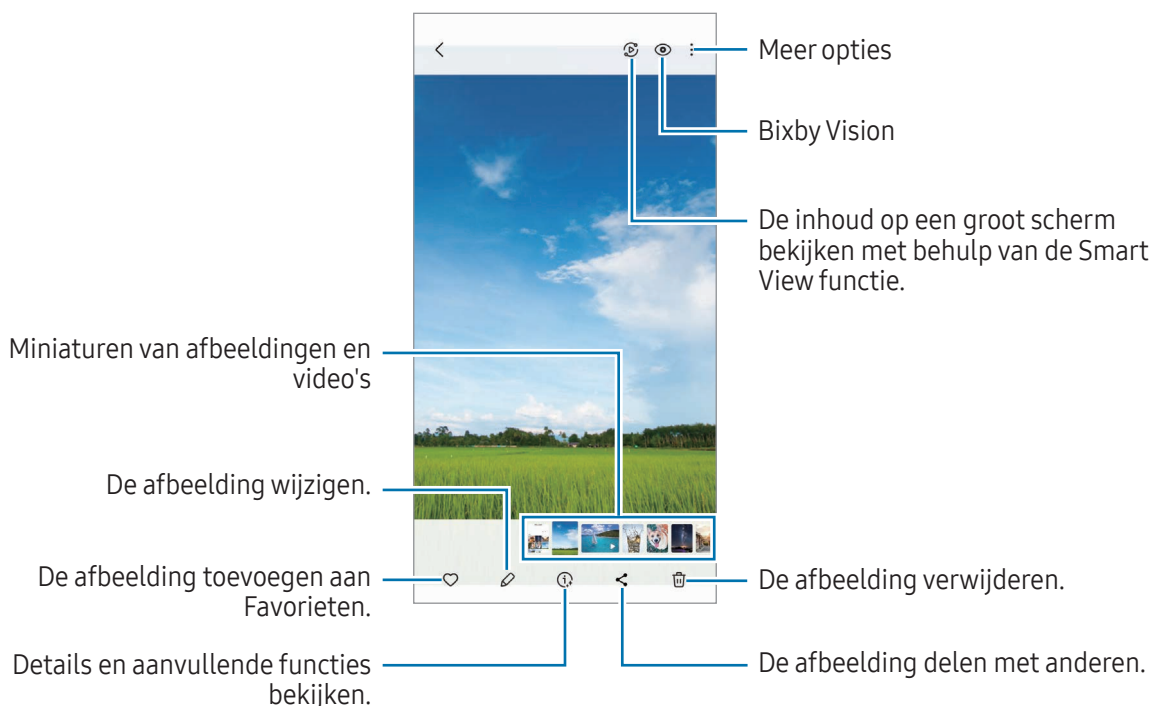 Meer opties
Bixby Vision
De inhoud op een groot scherm
bekijken met behulp van de Smart
View functie.
Miniaturen van afbeeldingen en
video's
De afbeelding wijzigen.
De afbeelding toevoegen aan
Favorieten.
De afbeelding verwijderen.
Details en aanvullende functies
bekijken.
De afbeelding delen met anderen.